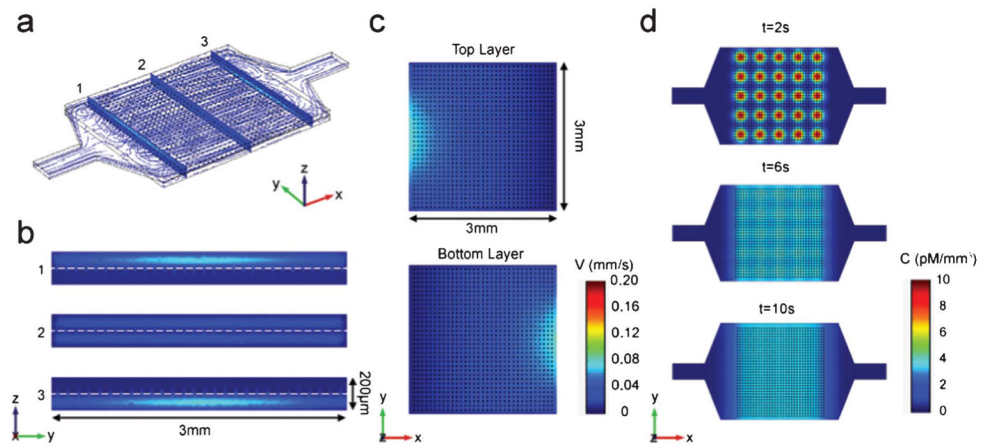 a
1
2
3
z
y
x
b
1
2
3
200µm
3mm
z
x
y
c
Top Layer
3mm
3mm
Bottom Layer
V (mm/s)
0.20
0.16
0.12
0.08
0.04
0
y
z
x
d
t=2s
t=6s
t=10s
C (pM/mm³)
10
8
6
4
2
0
y
z
x